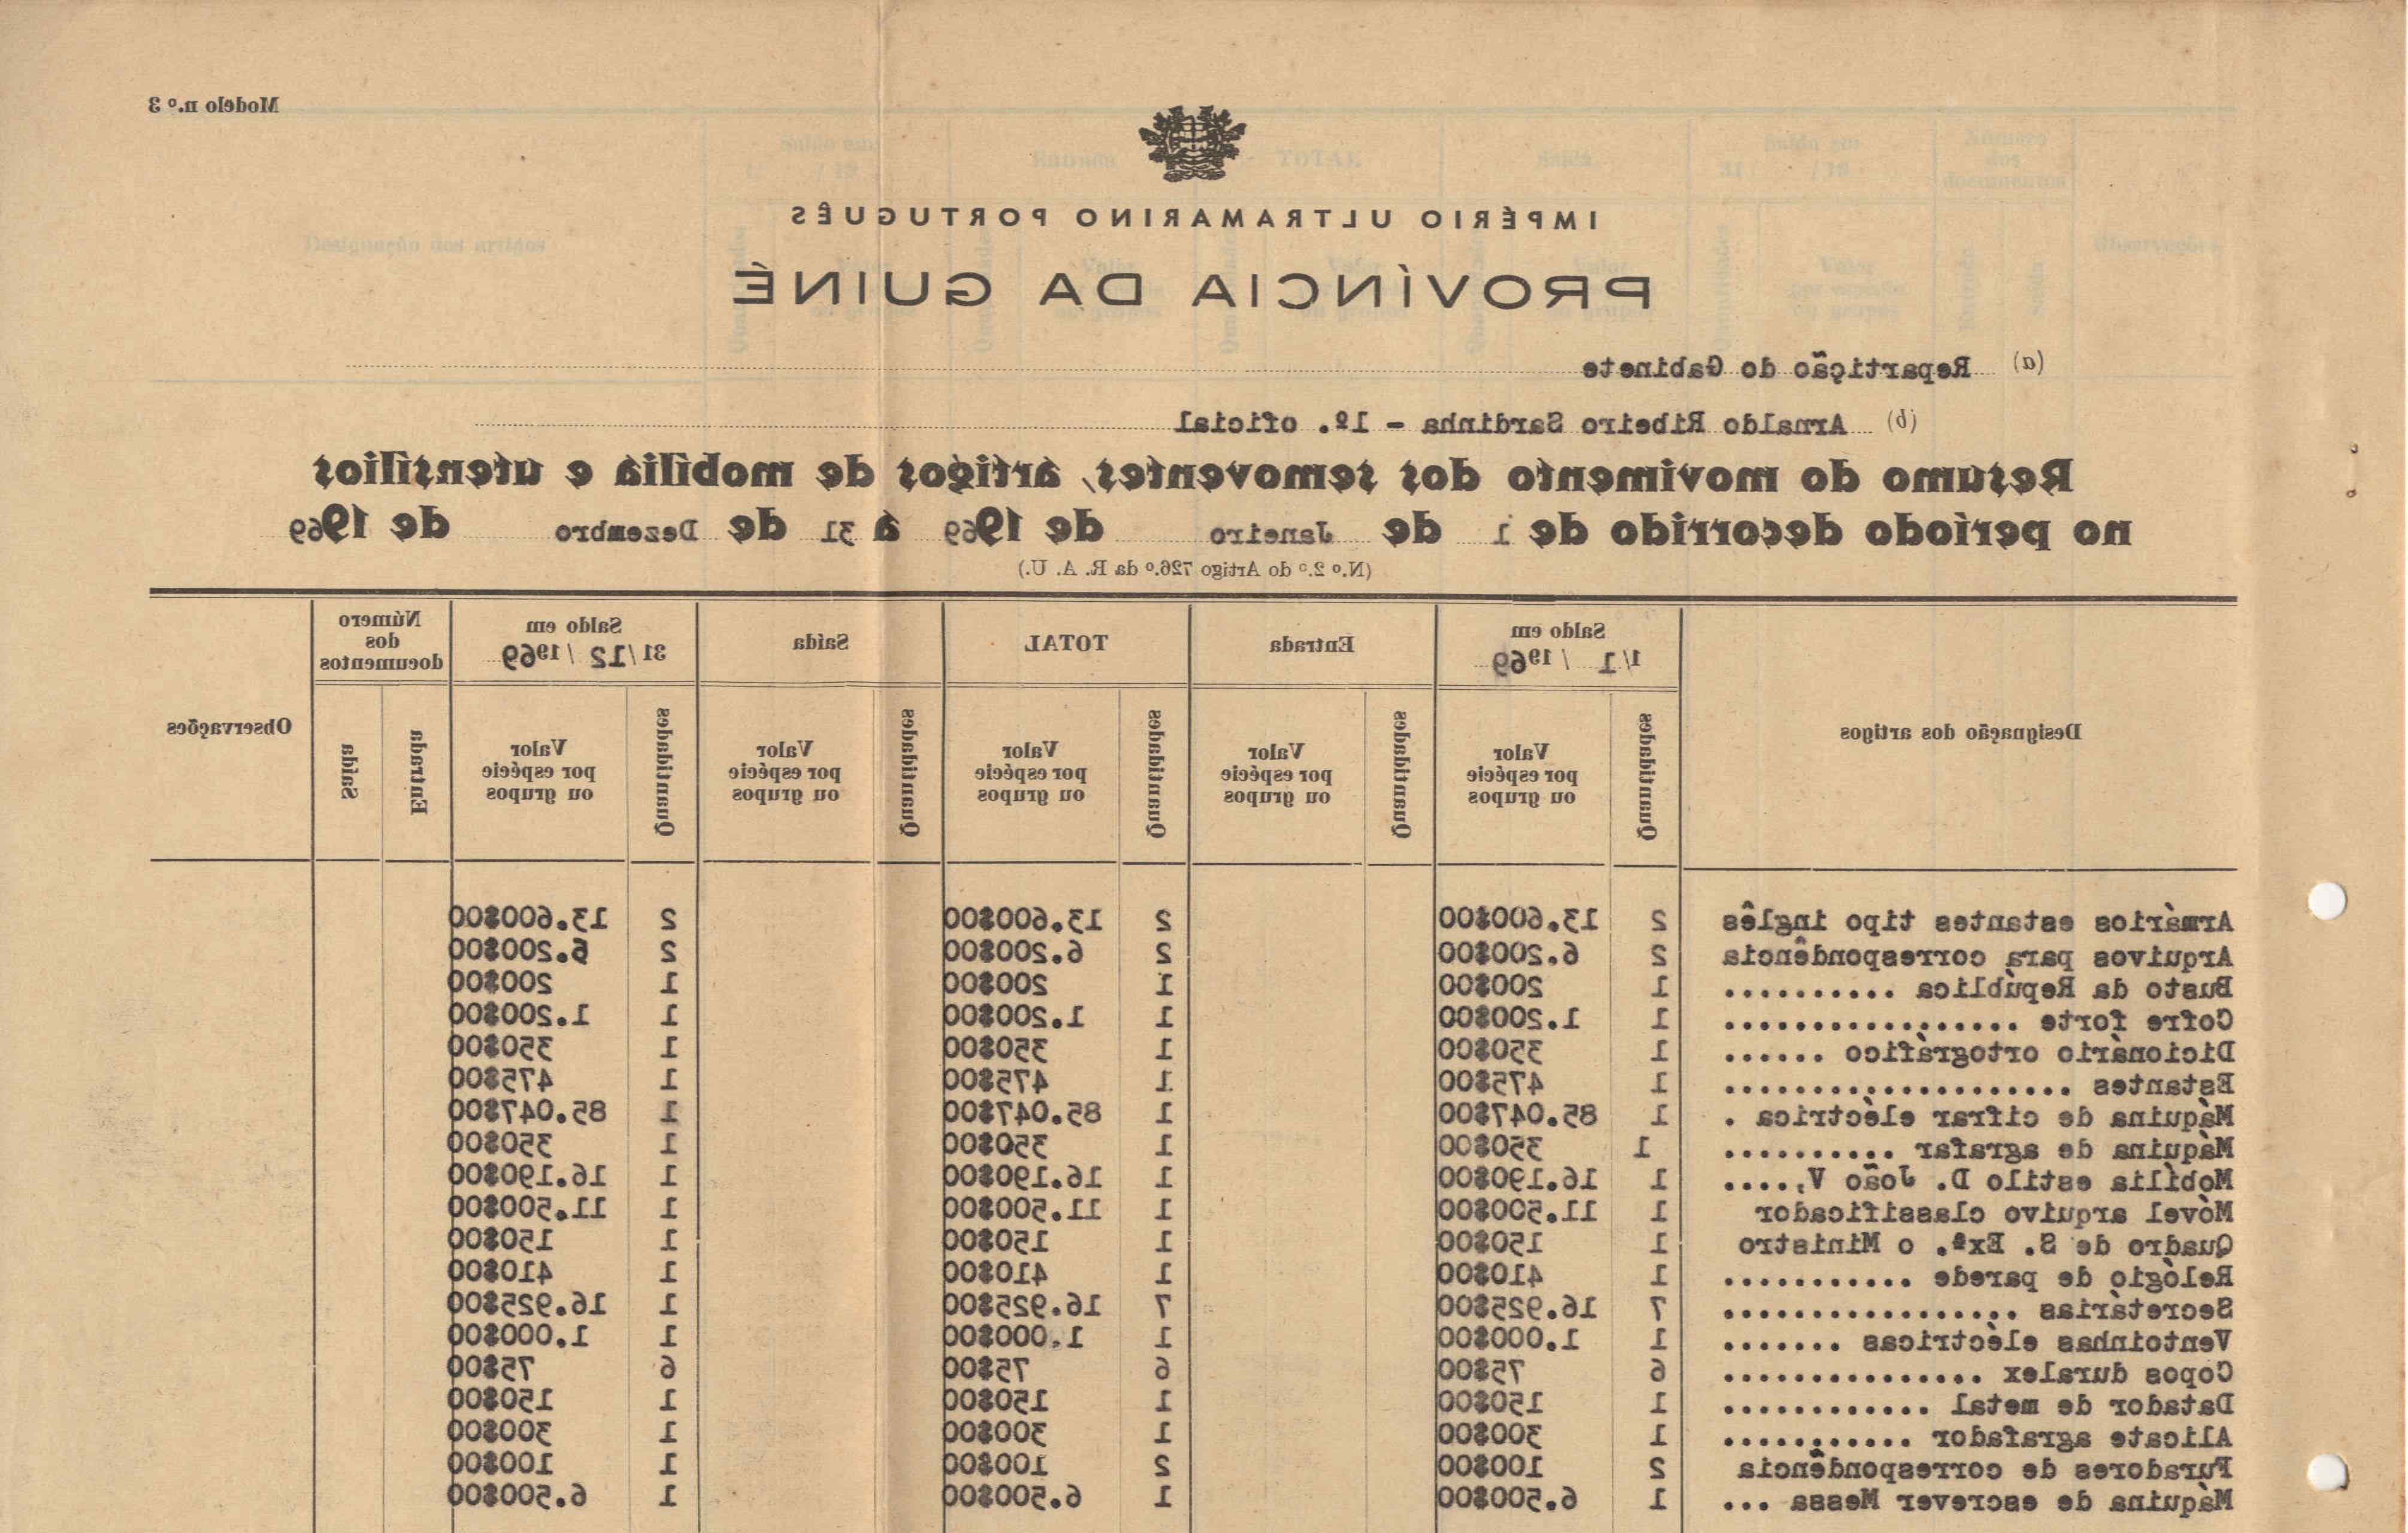 Modêlo n.º 3
IMPÉRIO ULTRAMARINO PORTUGUÊS
PROVÍNCIA DA GUINÉ
(a) Repartição do Gabinete
(b) Arnaldo Ribeiro Sardinha - 1º. oficial
Resumo do movimento dos semoventes, artigos de mobília e utensílios
no período decorrido de 1 de Janeiro de 1969 a 31 de Dezembro de 1969
(N.º 2.º do Artigo 726.º da R. A. U.)
Designação dos artigos | Saldo em 1/1 / 1969 | Entrada | TOTAL | Saída | Saldo em 31/12 / 1969 | Número dos documentos | Observações
Quantidades | Valor por espécie ou grupos | Quantidades | Valor por espécie ou grupos | Quantidades | Valor por espécie ou grupos | Quantidades | Valor por espécie ou grupos | Quantidades | Valor por espécie ou grupos | Entrada | Saída
Armàrios estantes tipo inglês 2 13.600$00 2 13.600$00 2 13.600$00
Arquivos para correspondência 2 6.200$00 2 6.200$00 2 6.200$00
Busto da Repùblica .......... 1 200$00 1 200$00 1 200$00
Cofre forte ................. 1 1.200$00 1 1.200$00 1 1.200$00
Dicionàrio ortogràfico ...... 1 350$00 1 350$00 1 350$00
Estantes .................... 1 475$00 1 475$00 1 475$00
Màquina de cifrar elèctrica . 1 85.047$00 1 85.047$00 1 85.047$00
Màquina de agrafar .......... 1 350$00 1 350$00 1 350$00
Mobìlia estilo D. João V,.... 1 16.190$00 1 16.190$00 1 16.190$00
Mòvel arquivo classificador 1 11.500$00 1 11.500$00 1 11.500$00
Quadro de S. Exª. o Ministro 1 150$00 1 150$00 1 150$00
Relògio de parede ........... 1 410$00 1 410$00 1 410$00
Secretàrias ................. 7 16.925$00 7 16.925$00 1 16.925$00
Ventoinhas elèctricas ....... 1 1.000$00 1 1.000$00 1 1.000$00
Copos duralex ............... 6 75$00 6 75$00 6 75$00
Datador de metal ............ 1 150$00 1 150$00 1 150$00
Alicate agrafador ........... 1 300$00 1 300$00 1 300$00
Furadores de correspondência 2 100$00 2 100$00 1 100$00
Màquina de escrever Messa ... 1 6.500$00 1 6.500$00 1 6.500$00